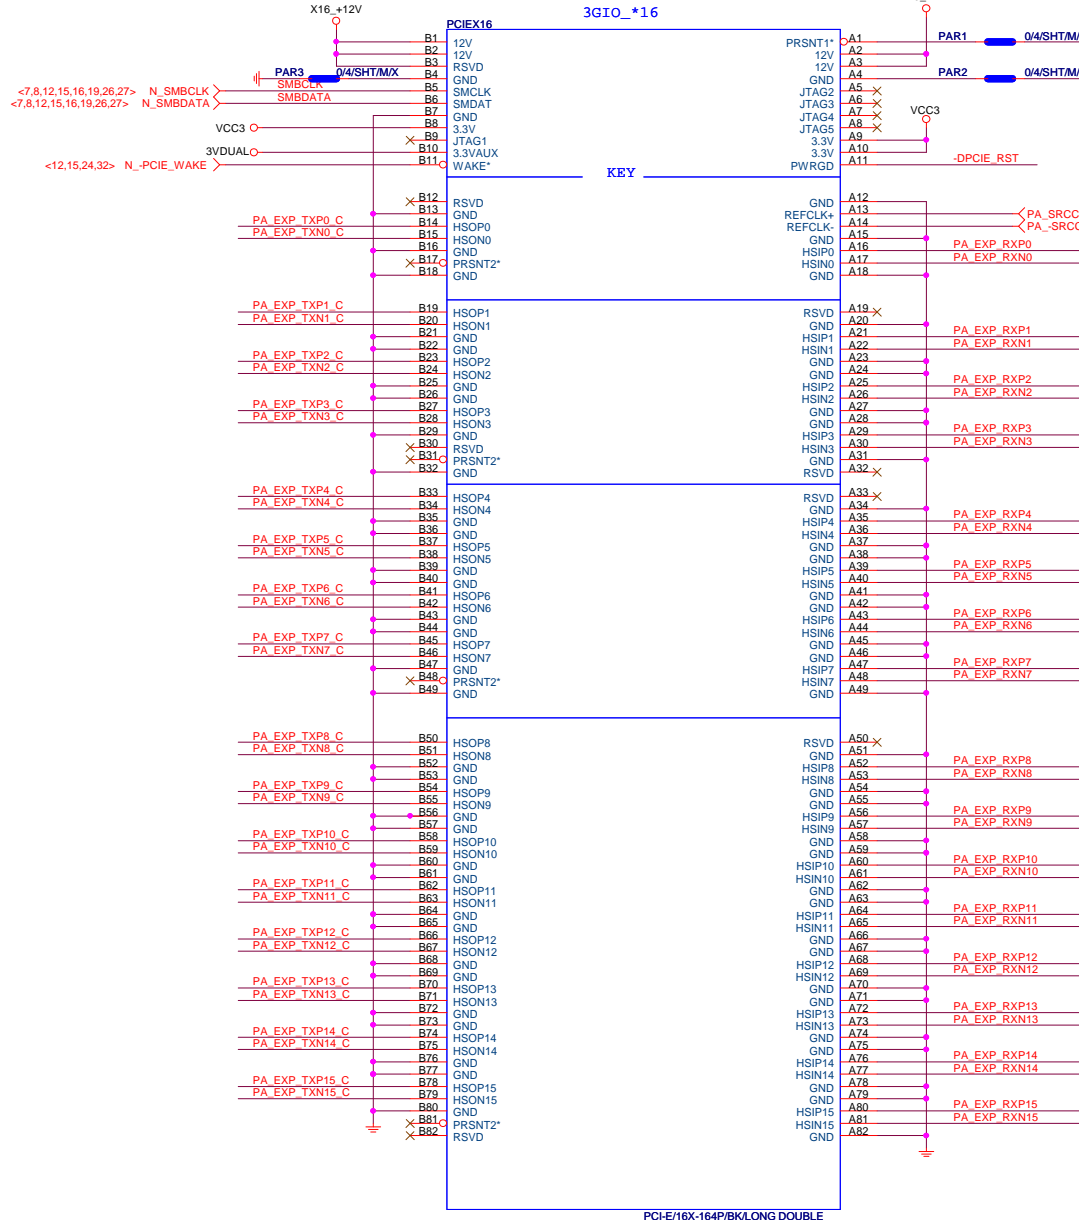 X16_+12V
3GIO_*16
PCIEX16
B1 12V PRSNT1* A1 PAR1 0/4/SHT/M/
B2 12V 12V A2
B3 RSVD 12V A3
PAR3 0/4/SHT/M/X B4 GND GND A4 PAR2 0/4/SHT/M/
<7,8,12,15,16,19,26,27> N_SMBCLK SMBCLK B5 SMCLK JTAG2 A5
<7,8,12,15,16,19,26,27> N_SMBDATA SMBDATA B6 SMDAT JTAG3 A6
B7 GND JTAG4 A7 VCC3
VCC3 B8 3.3V JTAG5 A8
B9 JTAG1 3.3V A9
3VDUAL B10 3.3VAUX 3.3V A10
<12,15,24,32> N_-PCIE_WAKE B11 WAKE* PWRGD A11 -DPCIE_RST
KEY
B12 RSVD GND A12
B13 GND REFCLK+ A13 PA_SRCC
PA_EXP_TXP0_C B14 HSOP0 REFCLK- A14 PA_-SRCC
PA_EXP_TXN0_C B15 HSON0 GND A15
B16 GND HSIP0 A16 PA_EXP_RXP0
B17 PRSNT2* HSIN0 A17 PA_EXP_RXN0
B18 GND GND A18
PA_EXP_TXP1_C B19 HSOP1 RSVD A19
PA_EXP_TXN1_C B20 HSON1 GND A20
B21 GND HSIP1 A21 PA_EXP_RXP1
B22 GND HSIN1 A22 PA_EXP_RXN1
PA_EXP_TXP2_C B23 HSOP2 GND A23
PA_EXP_TXN2_C B24 HSON2 GND A24
B25 GND HSIP2 A25 PA_EXP_RXP2
B26 GND HSIN2 A26 PA_EXP_RXN2
PA_EXP_TXP3_C B27 HSOP3 GND A27
PA_EXP_TXN3_C B28 HSON3 GND A28
B29 GND HSIP3 A29 PA_EXP_RXP3
B30 RSVD HSIN3 A30 PA_EXP_RXN3
B31 PRSNT2* GND A31
B32 GND RSVD A32
PA_EXP_TXP4_C B33 HSOP4 RSVD A33
PA_EXP_TXN4_C B34 HSON4 GND A34
B35 GND HSIP4 A35 PA_EXP_RXP4
B36 GND HSIN4 A36 PA_EXP_RXN4
PA_EXP_TXP5_C B37 HSOP5 GND A37
PA_EXP_TXN5_C B38 HSON5 GND A38
B39 GND HSIP5 A39 PA_EXP_RXP5
B40 GND HSIN5 A40 PA_EXP_RXN5
PA_EXP_TXP6_C B41 HSOP6 GND A41
PA_EXP_TXN6_C B42 HSON6 GND A42
B43 GND HSIP6 A43 PA_EXP_RXP6
B44 GND HSIN6 A44 PA_EXP_RXN6
PA_EXP_TXP7_C B45 HSOP7 GND A45
PA_EXP_TXN7_C B46 HSON7 GND A46
B47 GND HSIP7 A47 PA_EXP_RXP7
B48 PRSNT2* HSIN7 A48 PA_EXP_RXN7
B49 GND GND A49
PA_EXP_TXP8_C B50 HSOP8 RSVD A50
PA_EXP_TXN8_C B51 HSON8 GND A51
B52 GND HSIP8 A52 PA_EXP_RXP8
B53 GND HSIN8 A53 PA_EXP_RXN8
PA_EXP_TXP9_C B54 HSOP9 GND A54
PA_EXP_TXN9_C B55 HSON9 GND A55
B56 GND HSIP9 A56 PA_EXP_RXP9
B57 GND HSIN9 A57 PA_EXP_RXN9
PA_EXP_TXP10_C B58 HSOP10 GND A58
PA_EXP_TXN10_C B59 HSON10 GND A59
B60 GND HSIP10 A60 PA_EXP_RXP10
B61 GND HSIN10 A61 PA_EXP_RXN10
PA_EXP_TXP11_C B62 HSOP11 GND A62
PA_EXP_TXN11_C B63 HSON11 GND A63
B64 GND HSIP11 A64 PA_EXP_RXP11
B65 GND HSIN11 A65 PA_EXP_RXN11
PA_EXP_TXP12_C B66 HSOP12 GND A66
PA_EXP_TXN12_C B67 HSON12 GND A67
B68 GND HSIP12 A68 PA_EXP_RXP12
B69 GND HSIN12 A69 PA_EXP_RXN12
PA_EXP_TXP13_C B70 HSOP13 GND A70
PA_EXP_TXN13_C B71 HSON13 GND A71
B72 GND HSIP13 A72 PA_EXP_RXP13
B73 GND HSIN13 A73 PA_EXP_RXN13
PA_EXP_TXP14_C B74 HSOP14 GND A74
PA_EXP_TXN14_C B75 HSON14 GND A75
B76 GND HSIP14 A76 PA_EXP_RXP14
B77 GND HSIN14 A77 PA_EXP_RXN14
PA_EXP_TXP15_C B78 HSOP15 GND A78
PA_EXP_TXN15_C B79 HSON15 GND A79
B80 GND HSIP15 A80 PA_EXP_RXP15
B81 PRSNT2* HSIN15 A81 PA_EXP_RXN15
B82 RSVD GND A82
PCI-E/16X-164P/BK/LONG DOUBLE